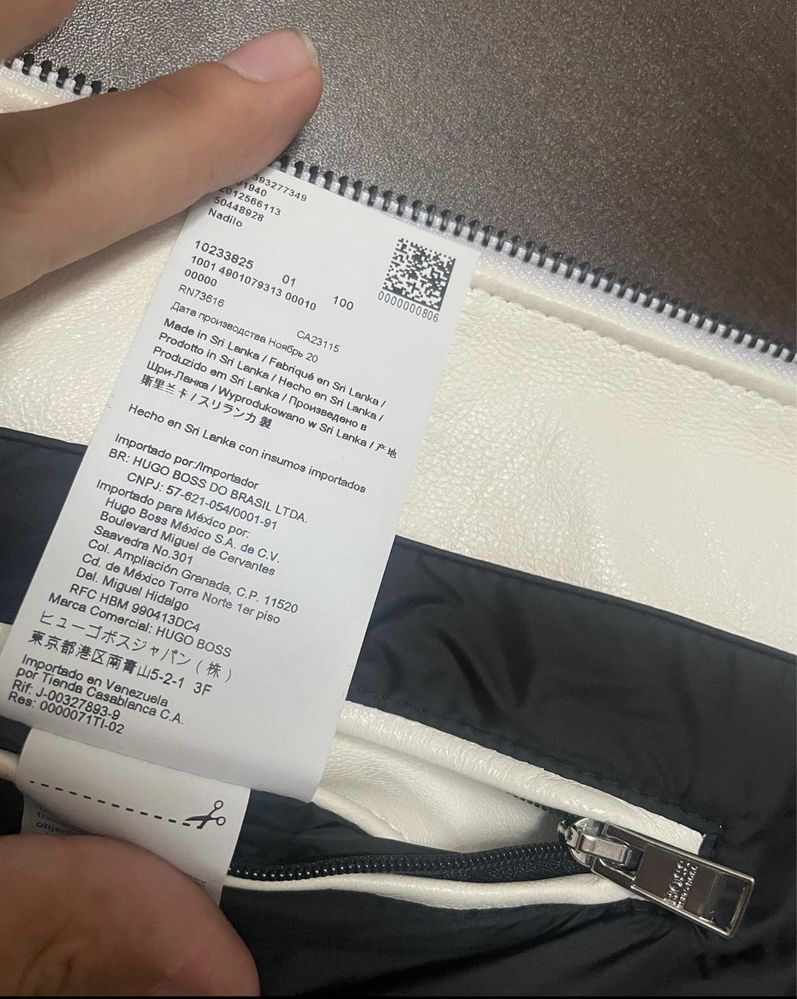 393277349
J1940
2012566113
50448928
Nadilo
10233825 01 100
1001 4901079313 00010
00000
0000000806
RN73616 CA23115
Дата производства Ноябрь 20
Made in Sri Lanka / Fabriqué en Sri Lanka /
Prodotto in Sri Lanka / Hecho en Sri Lanka /
Produzido em Sri Lanka / Произведено в
Шри-Ланка / Wyprodukowano w Sri Lanka / 产地
斯里兰卡 / スリランカ 製
Hecho en Sri Lanka con insumos importados
Importado por:/Importador
BR: HUGO BOSS DO BRASIL LTDA.
CNPJ: 57-621-054/0001-91
Importado para México por:
Hugo Boss México S.A. de C.V.
Boulevard Miguel de Cervantes
Saavedra No.301
Col. Ampliación Granada, C.P. 11520
Cd. de México Torre Norte 1er piso
Del. Miguel Hidalgo
RFC HBM 990413DC4
Marca Comercial: HUGO BOSS
ヒューゴボスジャパン（株）
東京都港区南青山5-2-1 3F
Importado en Venezuela
por Tienda Casablanca C.A.
Rif: J-00327893-9
Res: 0000071TI-02
BOSS